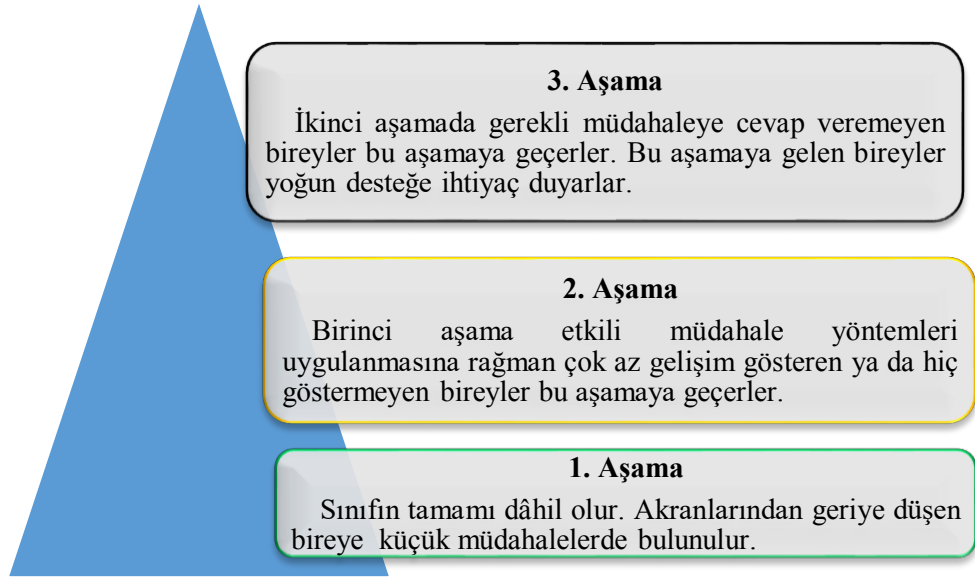 3. Aşama
İkinci aşamada gerekli müdahaleye cevap veremeyen
bireyler bu aşamaya geçerler. Bu aşamaya gelen bireyler
yoğun desteğe ihtiyaç duyarlar.
2. Aşama
Birinci aşama etkili müdahale yöntemleri
uygulanmasına rağman çok az gelişim gösteren ya da hiç
göstermeyen bireyler bu aşamaya geçerler.
1. Aşama
Sınıfın tamamı dâhil olur. Akranlarından geriye düşen
bireye küçük müdahalelerde bulunulur.